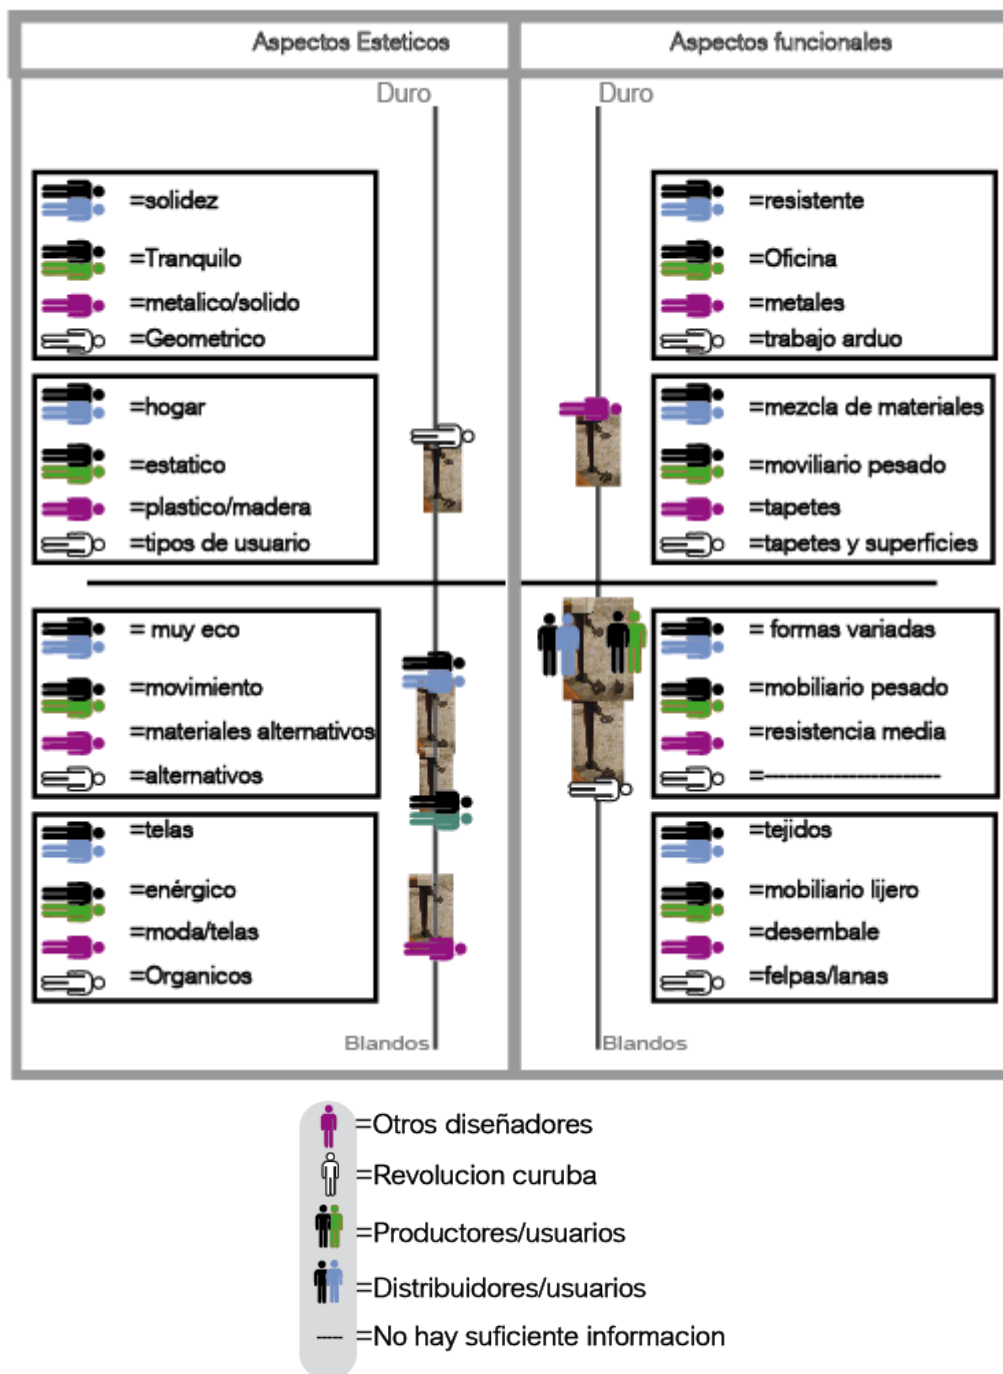 Aspectos Esteticos
Aspectos funcionales
Duro
Duro
=solidez
=Tranquilo
=metalico/solido
=Geometrico
=resistente
=Oficina
=metales
=trabajo arduo
=hogar
=estatico
=plastico/madera
=tipos de usuario
=mezcla de materiales
=moviliario pesado
=tapetes
=tapetes y superficies
= muy eco
=movimiento
=materiales alternativos
=alternativos
= formas variadas
=mobiliario pesado
=resistencia media
=-----------------------
=telas
=enérgico
=moda/telas
=Organicos
=tejidos
=mobiliario lijero
=desembale
=felpas/lanas
Blandos
Blandos
=Otros diseñadores
=Revolucion curuba
=Productores/usuarios
=Distribuidores/usuarios
----- =No hay suficiente informacion